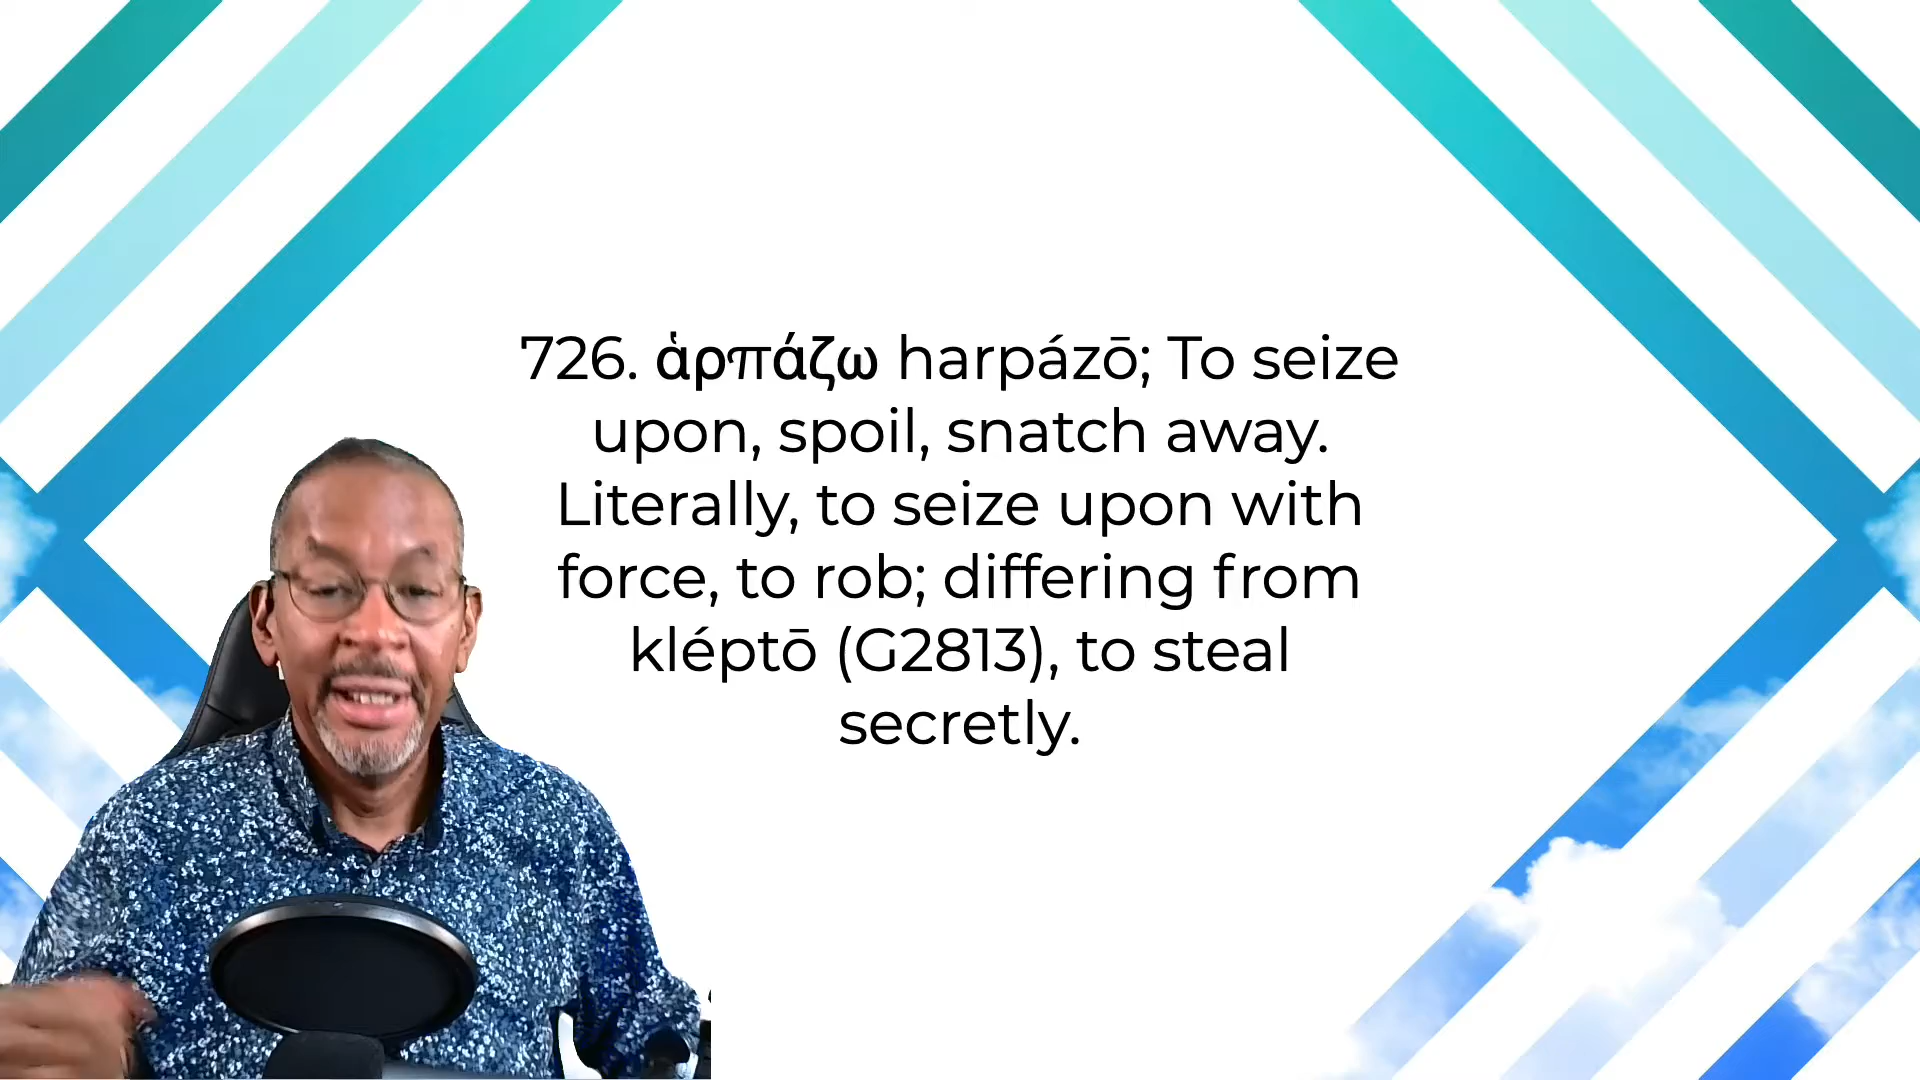 726. ἁρπάζω harpázō; To seize
upon, spoil, snatch away.
Literally, to seize upon with
force, to rob; differing from
kléptō (G2813), to steal
secretly.